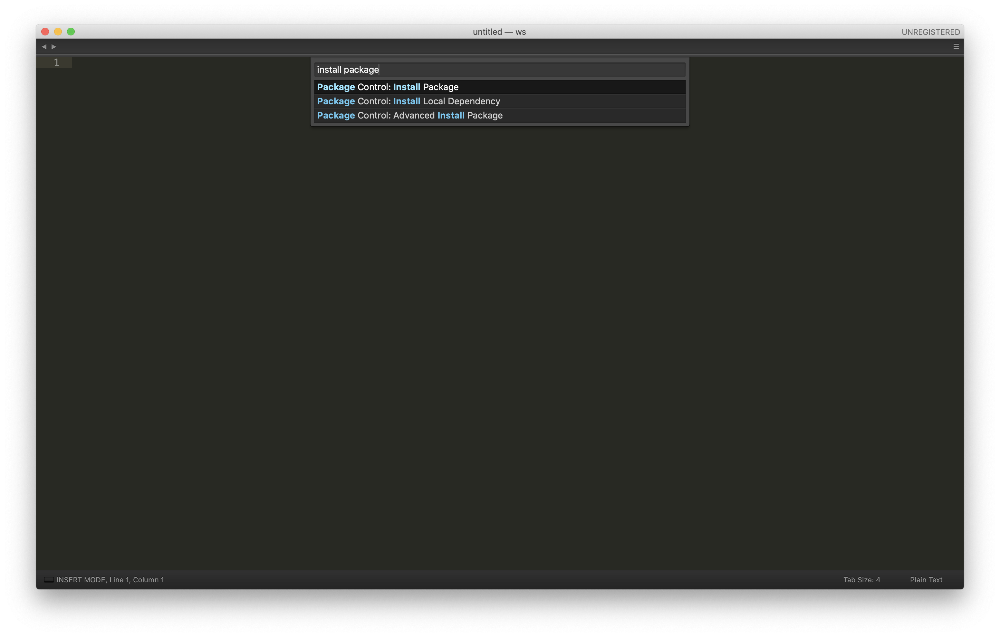 untitled — ws
UNREGISTERED
1
install package
Package Control: Install Package
Package Control: Install Local Dependency
Package Control: Advanced Install Package
INSERT MODE, Line 1, Column 1
Tab Size: 4
Plain Text